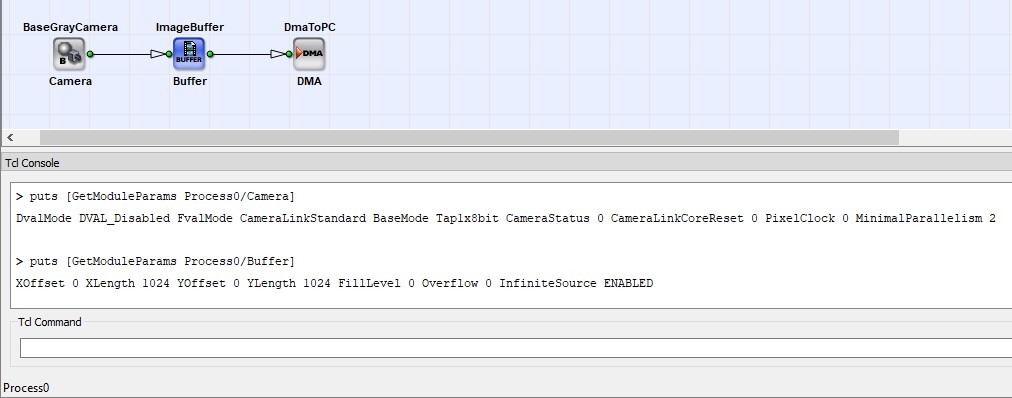 BaseGrayCamera ImageBuffer DmaToPC
B BUFFER DMA
Camera Buffer DMA
Tcl Console
> puts [GetModuleParams Process0/Camera]
DvalMode DVAL_Disabled FvalMode CameraLinkStandard BaseMode Tap1x8bit CameraStatus 0 CameraLinkCoreReset 0 PixelClock 0 MinimalParallelism 2
> puts [GetModuleParams Process0/Buffer]
XOffset 0 XLength 1024 YOffset 0 YLength 1024 FillLevel 0 Overflow 0 InfiniteSource ENABLED
Tcl Command
Process0